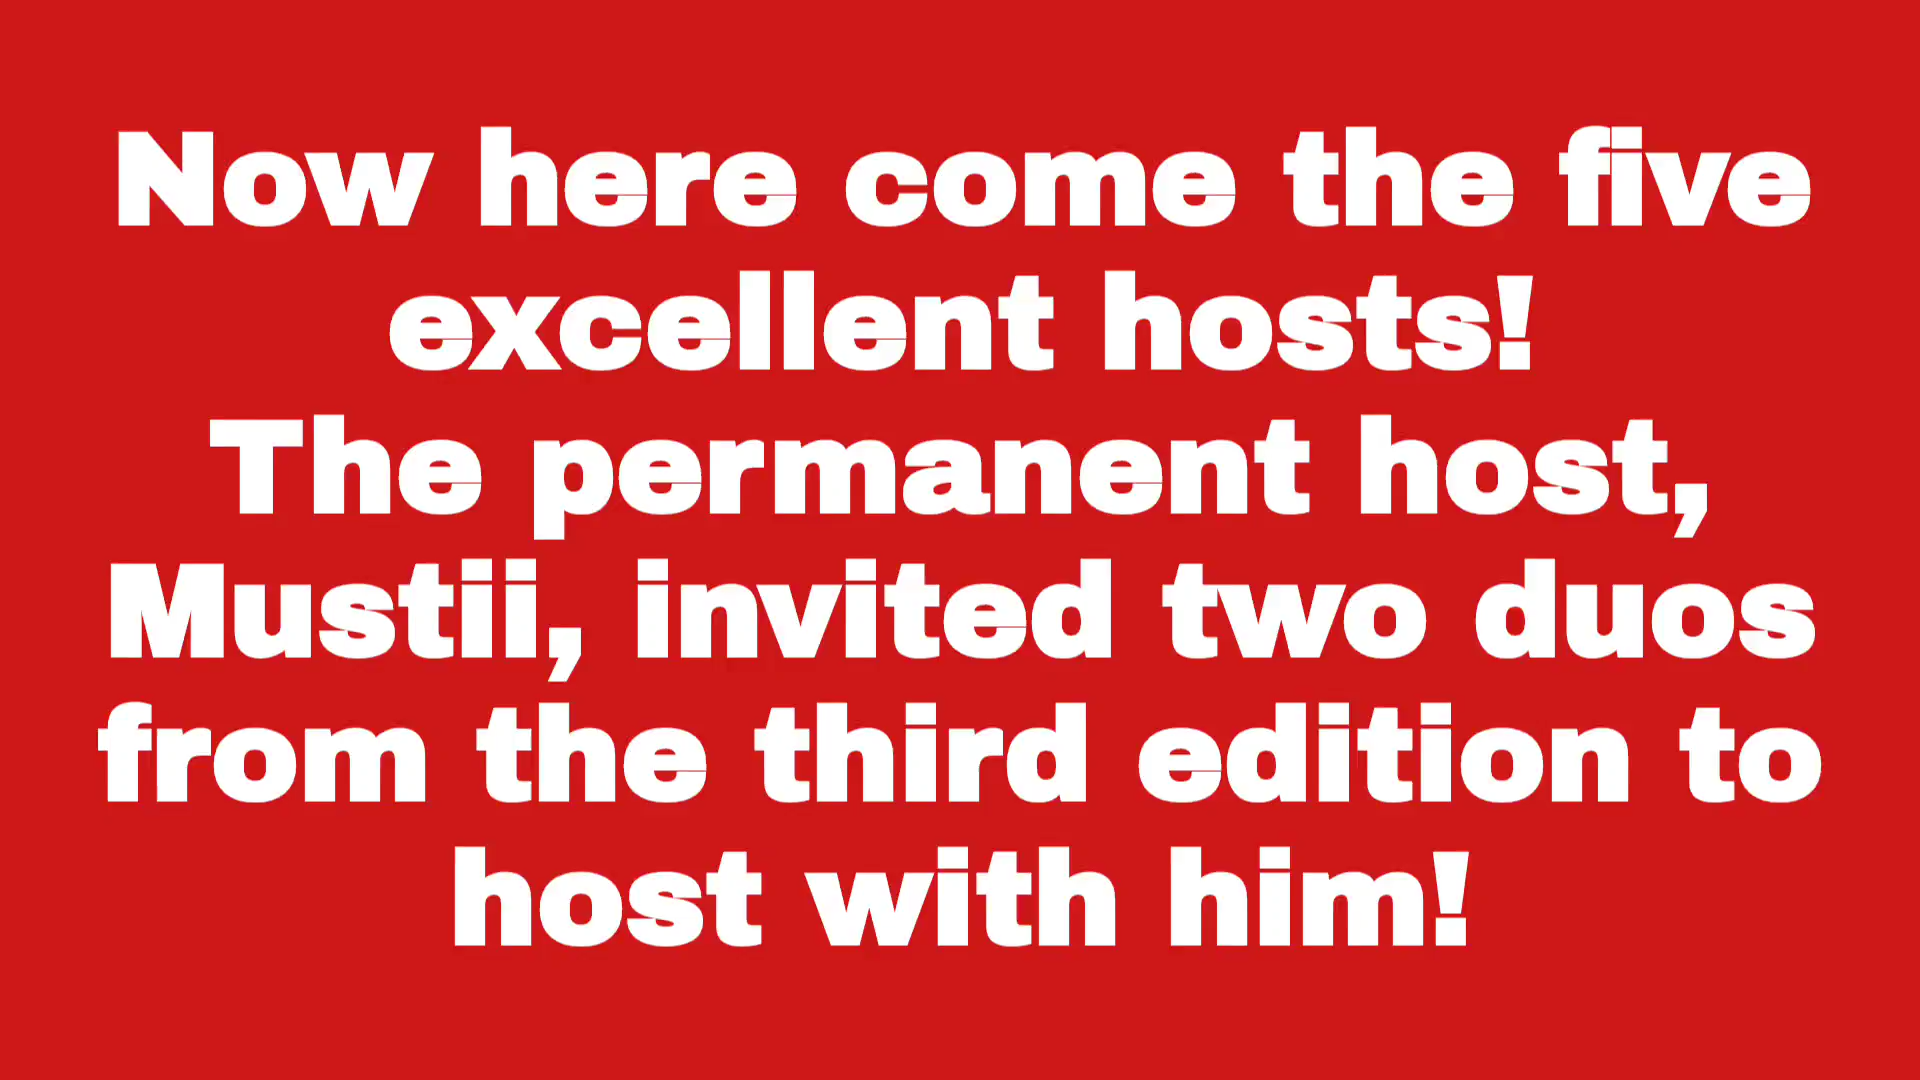 Now here come the five
excellent hosts!
The permanent host,
Mustii, invited two duos
from the third edition to
host with him!